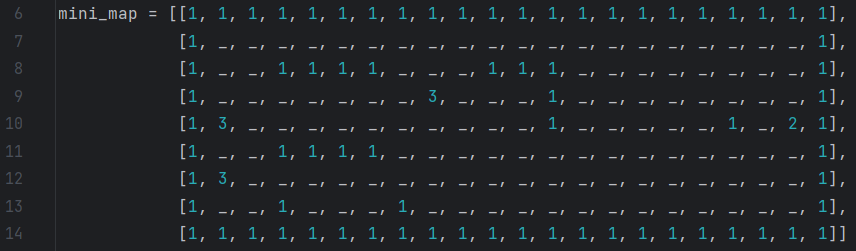 6 mini_map = [[1, 1, 1, 1, 1, 1, 1, 1, 1, 1, 1, 1, 1, 1, 1, 1, 1, 1, 1, 1, 1, 1],
7 [1, _, _, _, _, _, _, _, _, _, _, _, _, _, _, _, _, _, _, _, _, 1],
8 [1, _, _, 1, 1, 1, 1, _, _, _, 1, 1, 1, _, _, _, _, _, _, _, _, 1],
9 [1, _, _, _, _, _, _, _, 3, _, _, _, 1, _, _, _, _, _, _, _, _, 1],
10 [1, 3, _, _, _, _, _, _, _, _, _, _, 1, _, _, _, _, _, 1, _, 2, 1],
11 [1, _, _, 1, 1, 1, 1, _, _, _, _, _, _, _, _, _, _, _, _, _, _, 1],
12 [1, 3, _, _, _, _, _, _, _, _, _, _, _, _, _, _, _, _, _, _, _, 1],
13 [1, _, _, 1, _, _, _, 1, _, _, _, _, _, _, _, _, _, _, _, _, _, 1],
14 [1, 1, 1, 1, 1, 1, 1, 1, 1, 1, 1, 1, 1, 1, 1, 1, 1, 1, 1, 1, 1, 1]]